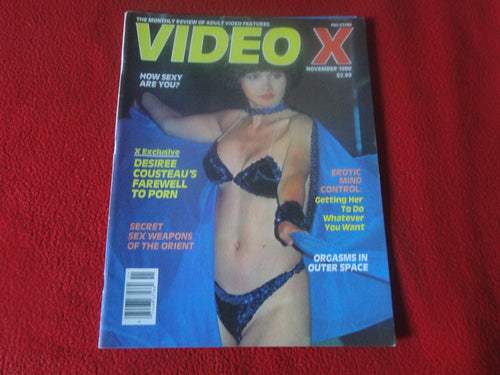 THE MONTHLY REVIEW OF ADULT VIDEO FEATURES
VIDEO X
NOVEMBER 1980
$3.99
HOW SEXY
ARE YOU?
X Exclusive
DESIREE
COUSTEAU'S
FAREWELL
TO PORN
SECRET
SEX WEAPONS
OF THE ORIENT
EROTIC
MIND
CONTROL:
Getting Her
To Do
Whatever
You Want
ORGASMS IN
OUTER SPACE